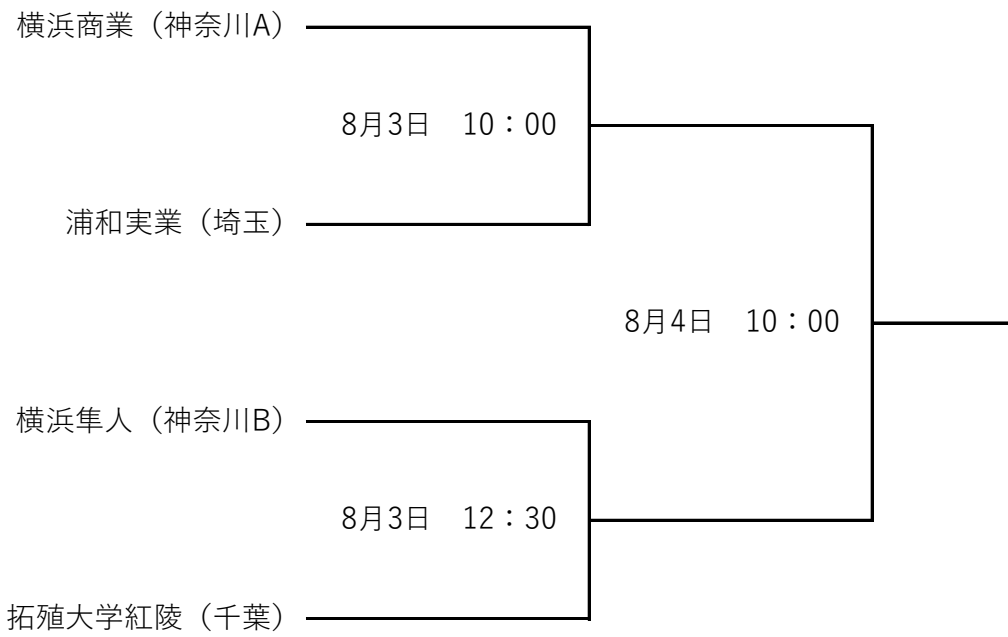 横浜商業（神奈川A）
8月3日　10：00
浦和実業（埼玉）
8月4日　10：00
横浜隼人（神奈川B）
8月3日　12：30
拓殖大学紅陵（千葉）